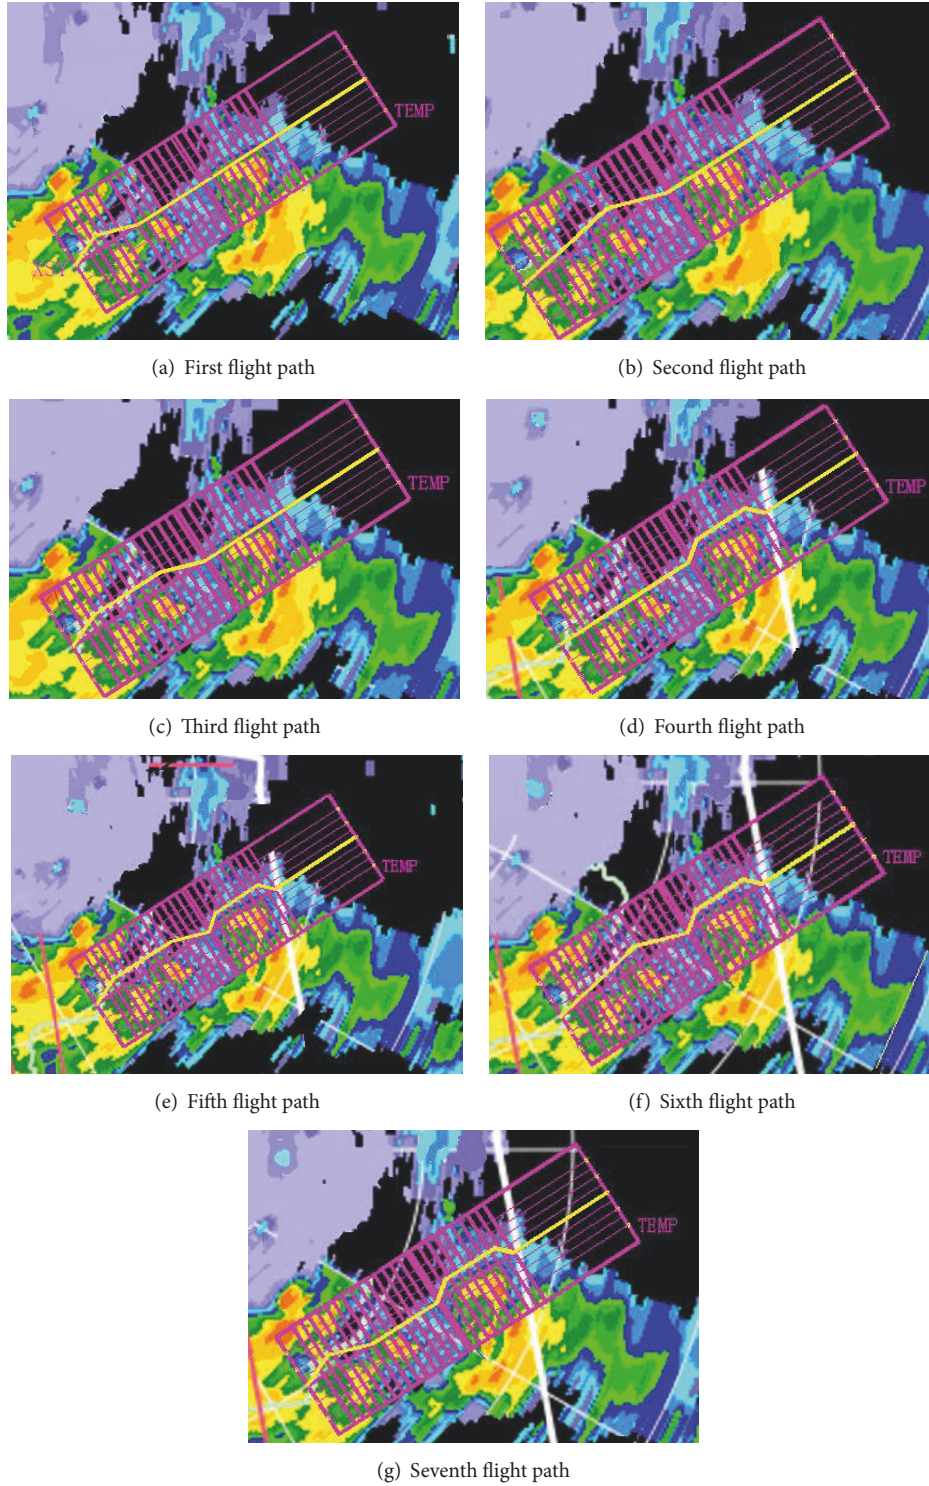 TEMP
XSY
(a) First flight path
(b) Second flight path
TEMP
TEMP
(c) Third flight path
(d) Fourth flight path
TEMP
TEMP
(e) Fifth flight path
(f) Sixth flight path
TEMP
(g) Seventh flight path